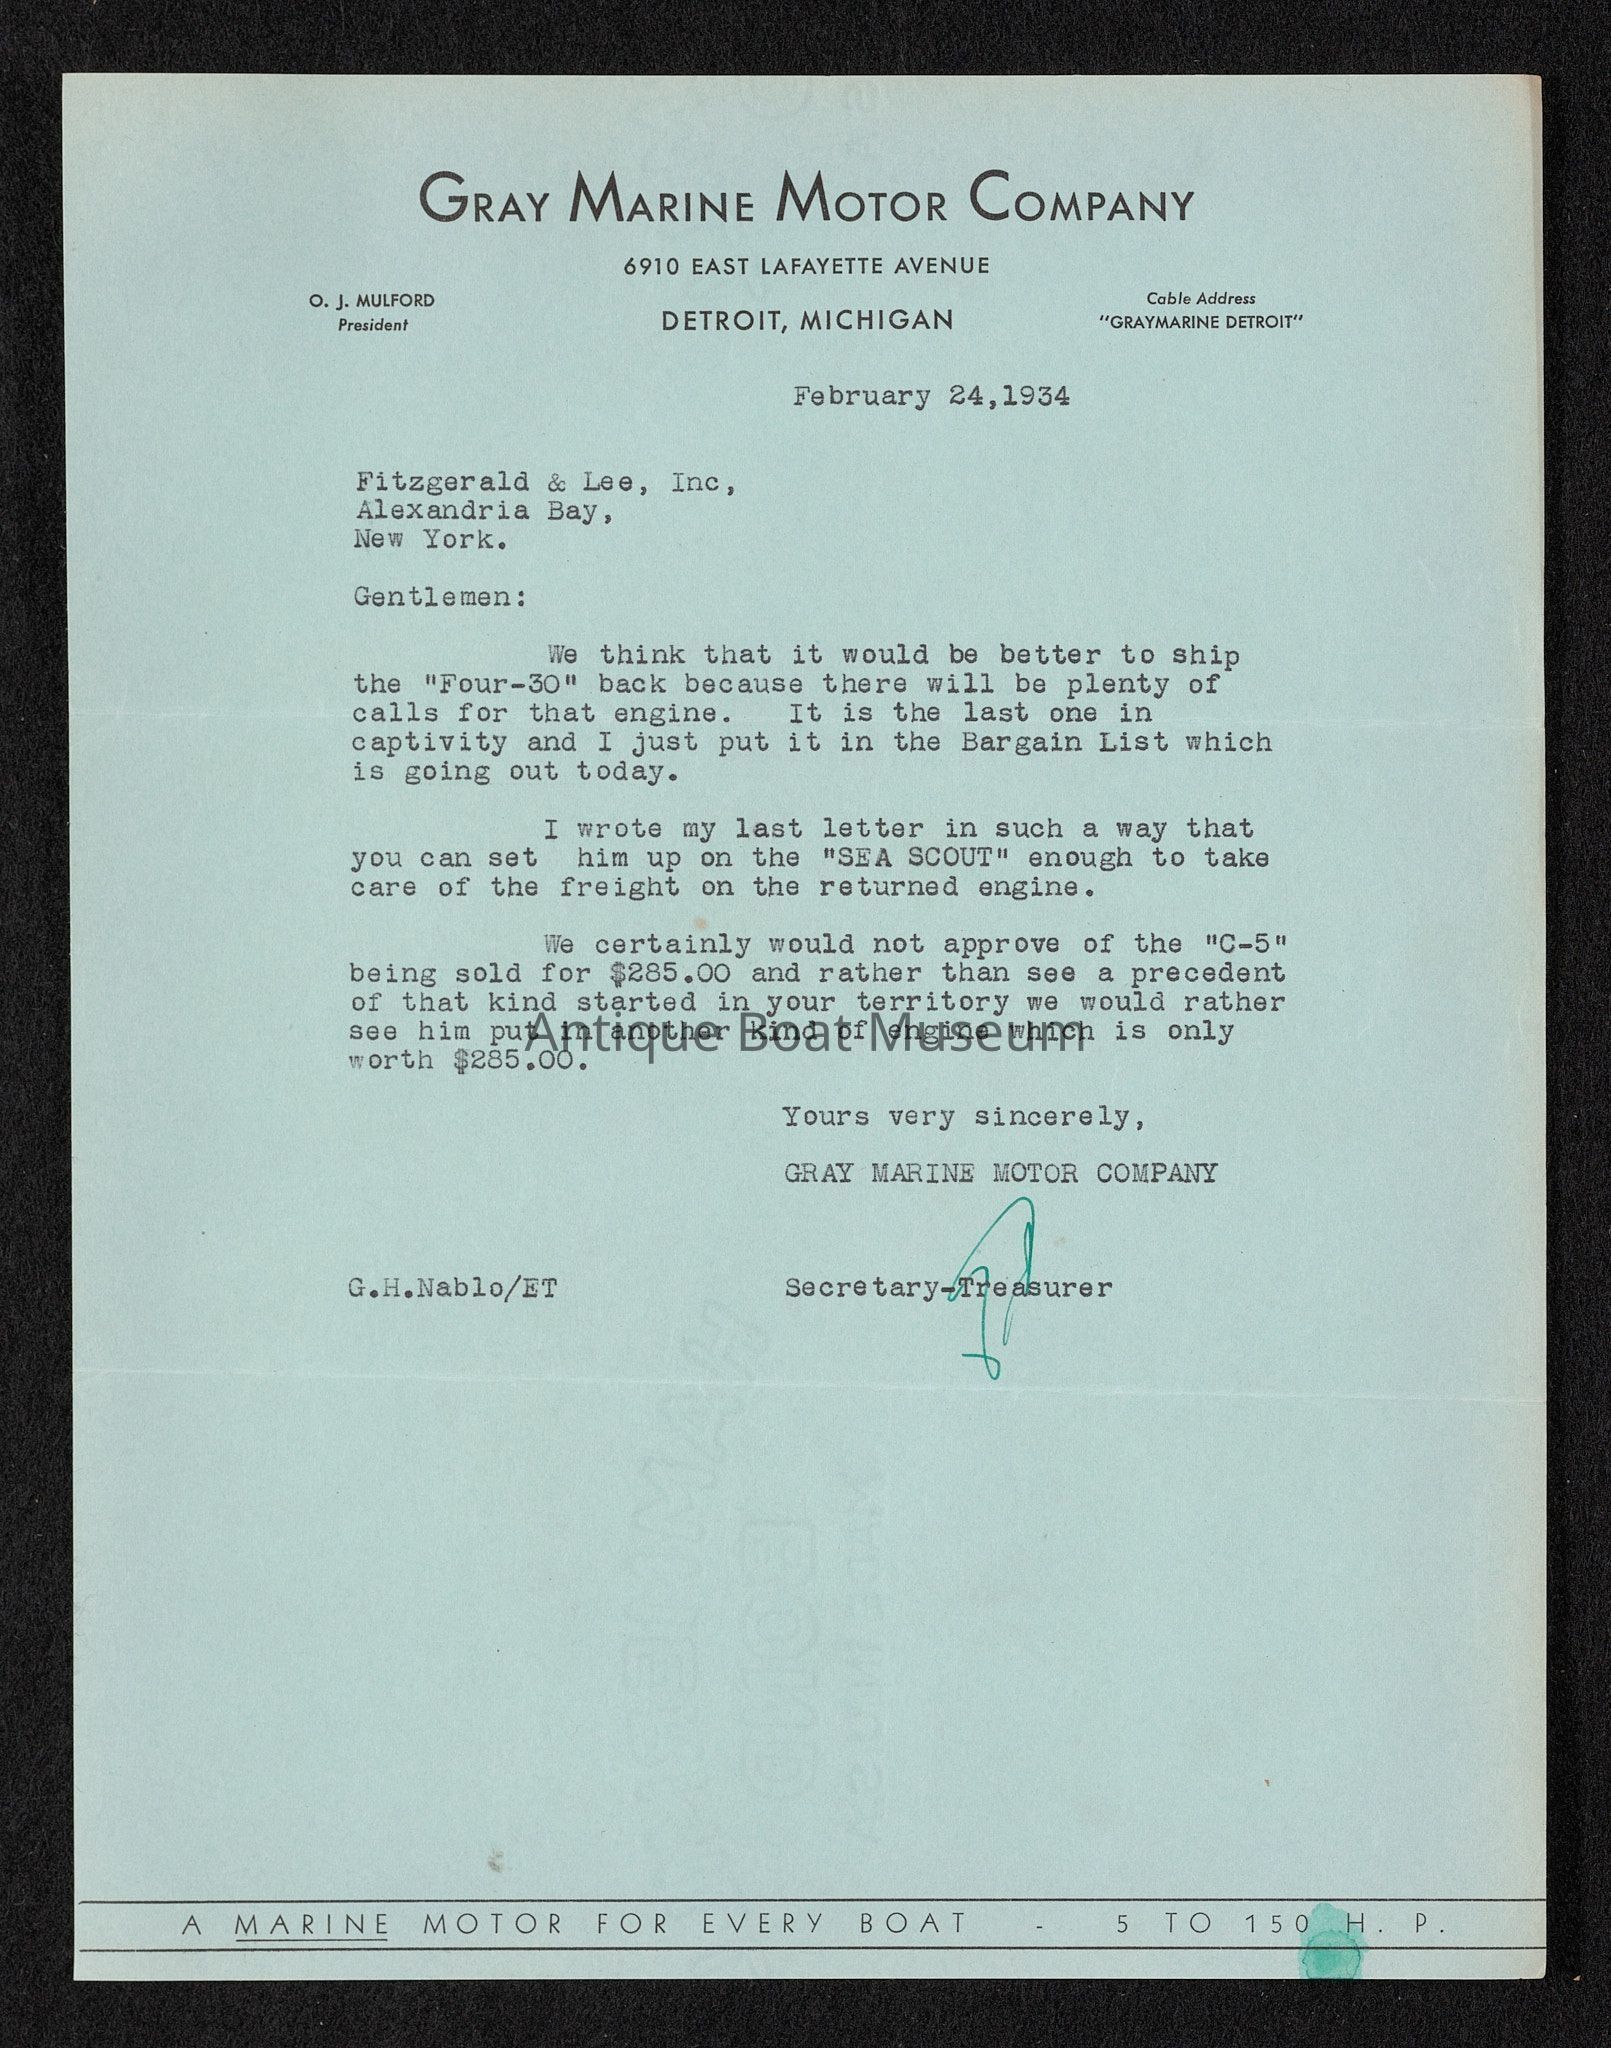 GRAY MARINE MOTOR COMPANY
6910 EAST LAFAYETTE AVENUE
O. J. MULFORD
President
DETROIT, MICHIGAN
Cable Address
"GRAYMARINE DETROIT"
February 24,1934
Fitzgerald & Lee, Inc,
Alexandria Bay,
New York.
Gentlemen:
We think that it would be better to ship
the "Four-30" back because there will be plenty of
calls for that engine. It is the last one in
captivity and I just put it in the Bargain List which
is going out today.
I wrote my last letter in such a way that
you can set him up on the "SEA SCOUT" enough to take
care of the freight on the returned engine.
We certainly would not approve of the "C-5"
being sold for $285.00 and rather than see a precedent
of that kind started in your territory we would rather
see him put in another kind of engine which is only
worth $285.00.
Antique Boat Museum
Yours very sincerely,
GRAY MARINE MOTOR COMPANY
G.H.Nablo/ET
Secretary-Treasurer
A MARINE MOTOR FOR EVERY BOAT - 5 TO 150 H. P.